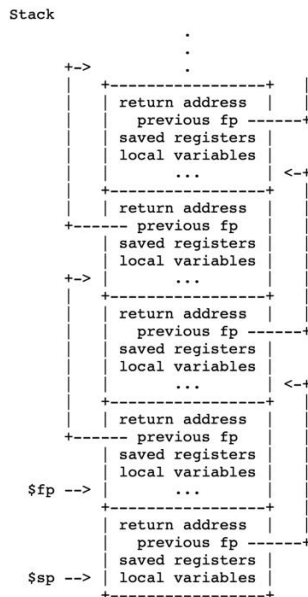 Stack
.
.
+-> .
| +-----------------+ |
| | return address | |
| | previous fp ------+
| | saved registers |
| | local variables |
| | ... | <-+
| +-----------------+ |
| | return address | |
+------ previous fp | |
| saved registers | |
| local variables | |
+-> | ... | |
| +-----------------+ |
| | return address | |
| | previous fp ------+
| | saved registers |
| | local variables |
| | ... | <-+
| +-----------------+ |
| | return address | |
+------ previous fp | |
| saved registers | |
| local variables | |
$fp --> | ... | |
+-----------------+ |
| return address | |
| previous fp ------+
| saved registers |
$sp --> | local variables |
+-----------------+